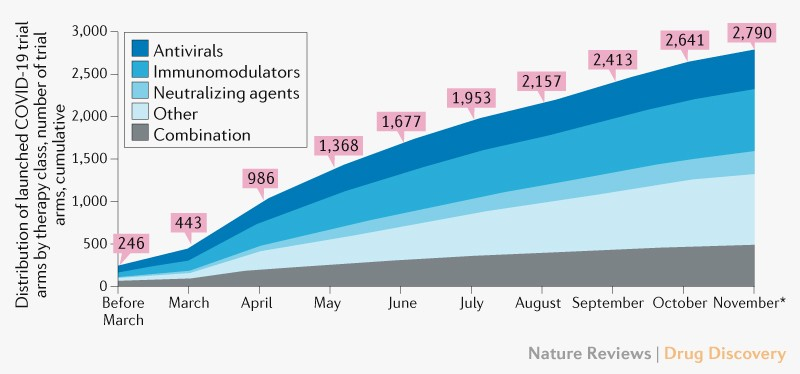 Distribution of launched COVID-19 trial
arms by therapy class, number of trial
arms, cumulative
3,000
2,500
2,000
1,500
1,000
500
0
Antivirals
Immunomodulators
Neutralizing agents
Other
Combination
246
443
986
1,368
1,677
1,953
2,157
2,413
2,641
2,790
Before
March
March
April
May
June
July
August
September
October
November*
Nature Reviews | Drug Discovery